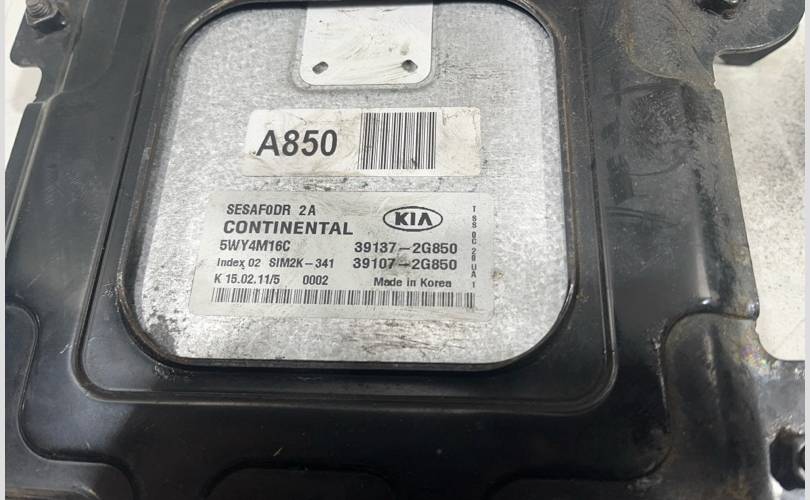 A850
SESAF0DR 2A
KIA
CONTINENTAL
5WY4M16C 39137-2G850
Index 02 SIM2K-341 39107-2G850
K 15.02.11/5 0002 Made in Korea